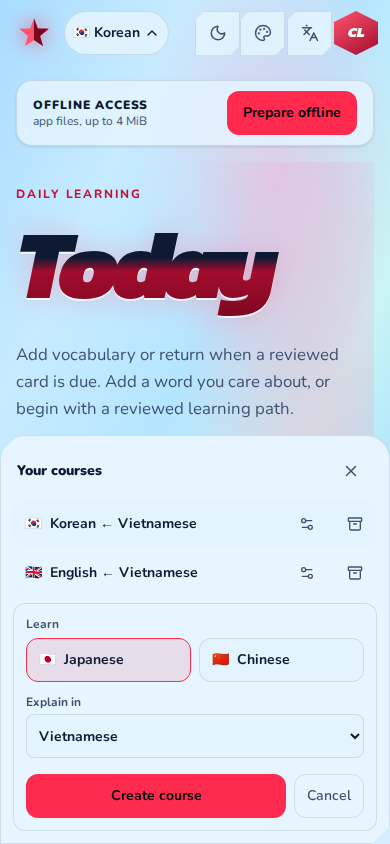 Korean
CL
OFFLINE ACCESS
app files, up to 4 MiB
Prepare offline
DAILY LEARNING
Today
Add vocabulary or return when a reviewed
card is due. Add a word you care about, or
begin with a reviewed learning path.
Your courses
Korean ← Vietnamese
English ← Vietnamese
Learn
Japanese
Chinese
Explain in
Vietnamese
Create course
Cancel